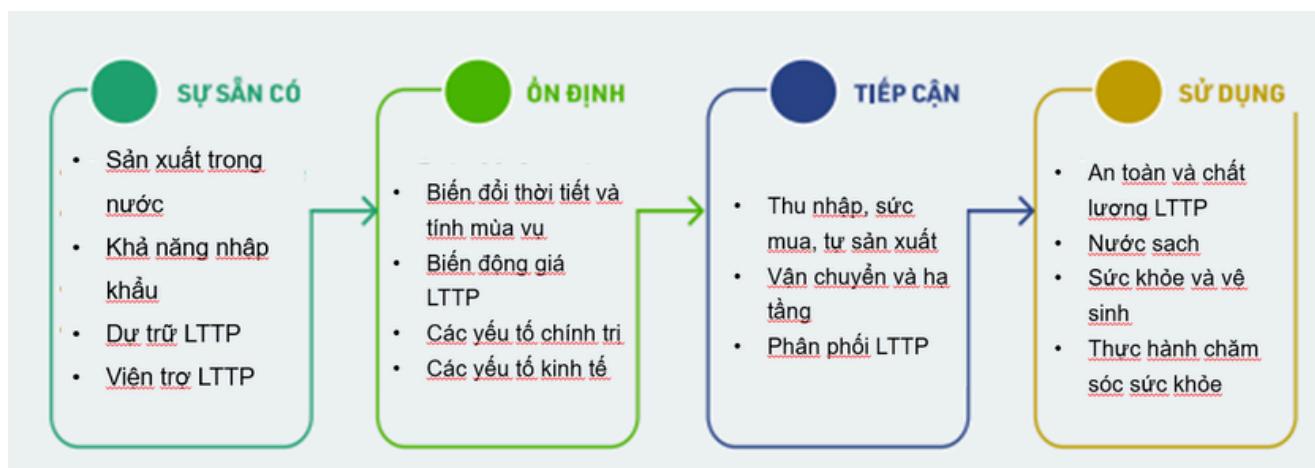 SỰ SẴN CÓ
• Sản xuất trong
nước
• Khả năng nhập
khẩu
• Dự trữ LTTP
• Viện trợ LTTP
ỔN ĐỊNH
• Biến đổi thời tiết và
tính mùa vụ
• Biến động giá
LTTP
• Các yếu tố chính trị
• Các yếu tố kinh tế
TIẾP CẬN
• Thu nhập, sức
mua, tự sản xuất
• Vận chuyển và hạ
tầng
• Phân phối LTTP
SỬ DỤNG
• An toàn và chất
lượng LTTP
• Nước sạch
• Sức khỏe và vệ
sinh
• Thực hành chăm
sóc sức khỏe